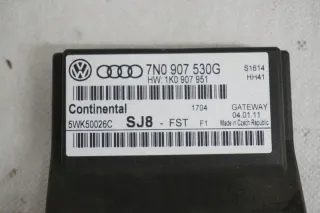 7N0 907 530G
S1614
HW: 1K0 907 951
HH41
Continental
1704
GATEWAY
04.01.11
5WK50026C
SJ8 - FST
F1
Made in Czech Republic